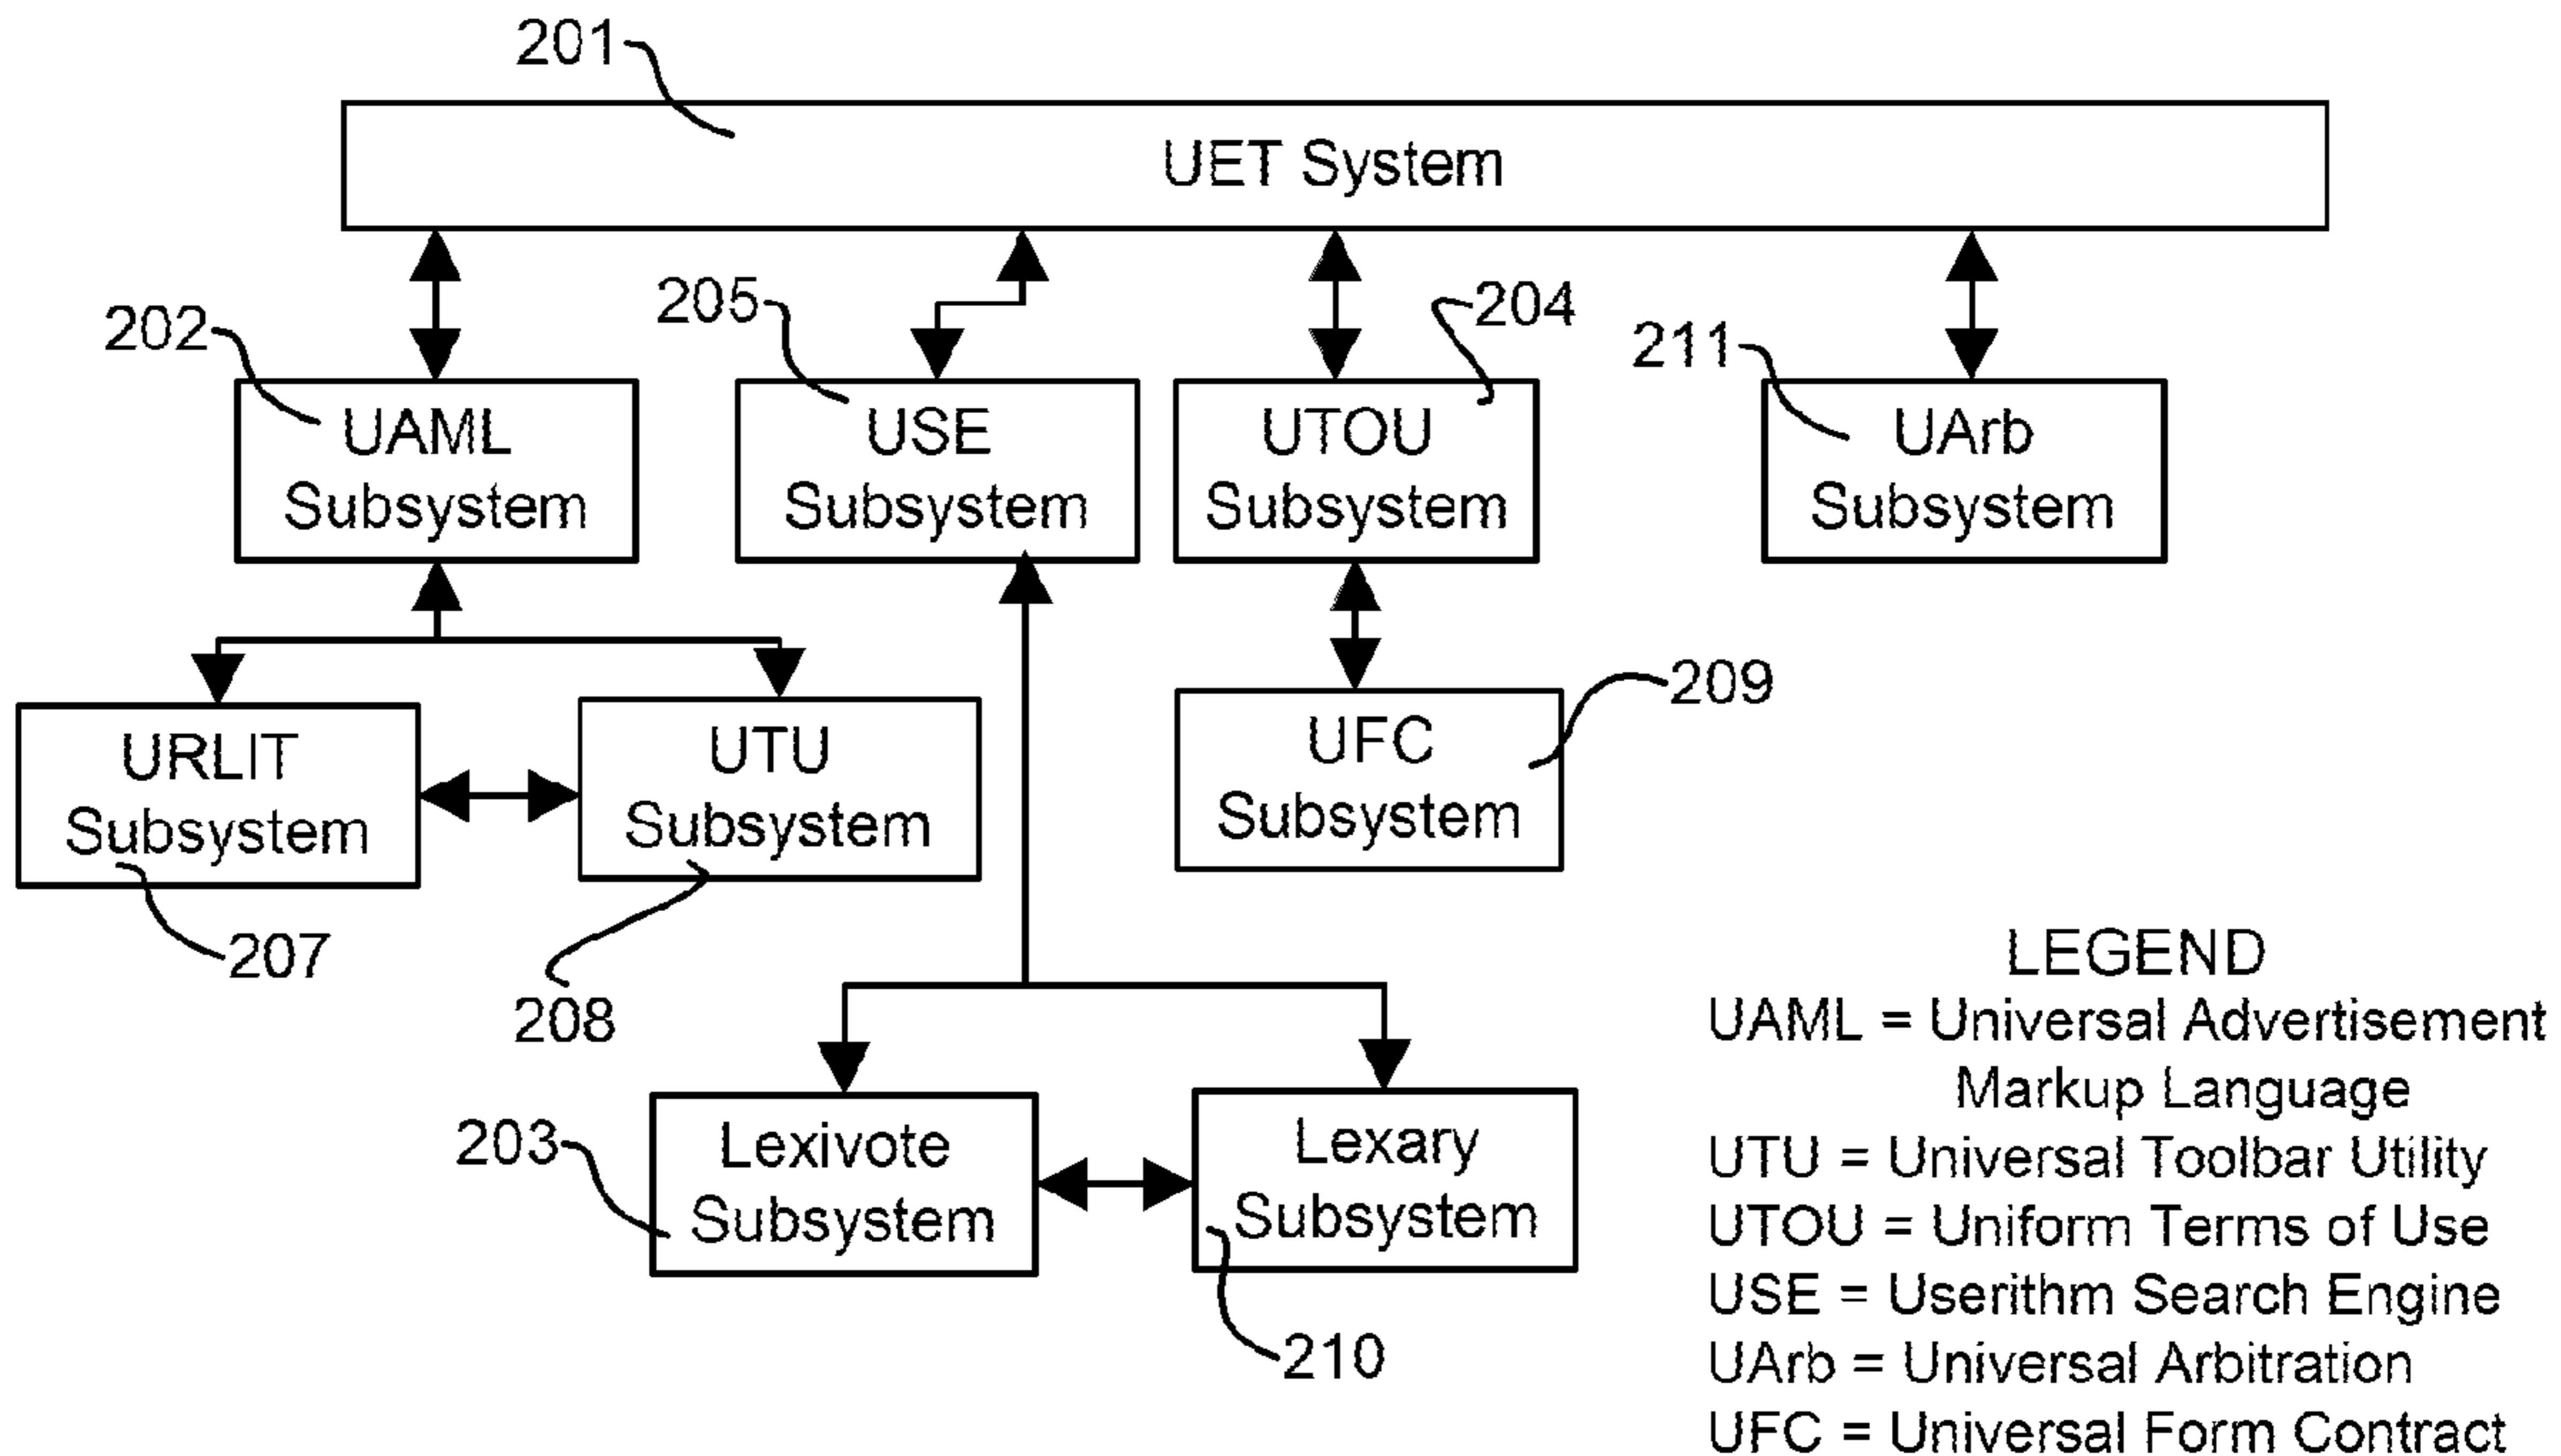 201
UET System
202
205
204
211
UAML
Subsystem
USE
Subsystem
UTOU
Subsystem
UArb
Subsystem
209
URLIT
Subsystem
UTU
Subsystem
UFC
Subsystem
207
208
203
Lexivote
Subsystem
Lexary
Subsystem
210
LEGEND
UAML = Universal Advertisement
Markup Language
UTU = Universal Toolbar Utility
UTOU = Uniform Terms of Use
USE = Userithm Search Engine
UArb = Universal Arbitration
UFC = Universal Form Contract